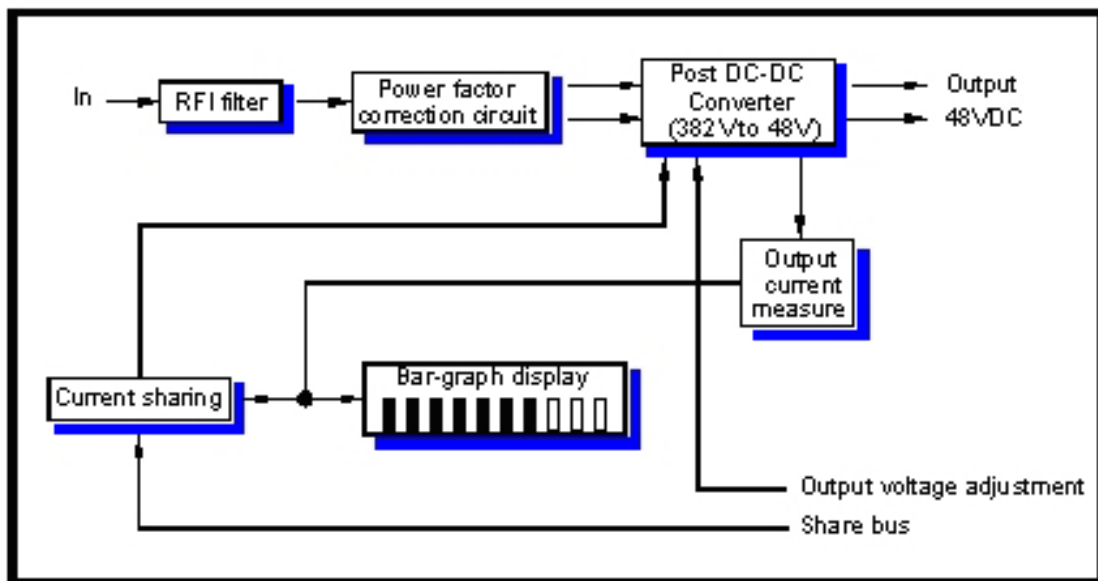 In
RFI filter
Power factor
correction circuit
Post DC-DC
Converter
(382 V to 48V)
Output
48VDC
Output
current
measure
Current sharing
Bar-graph display
Output voltage adjustment
Share bus